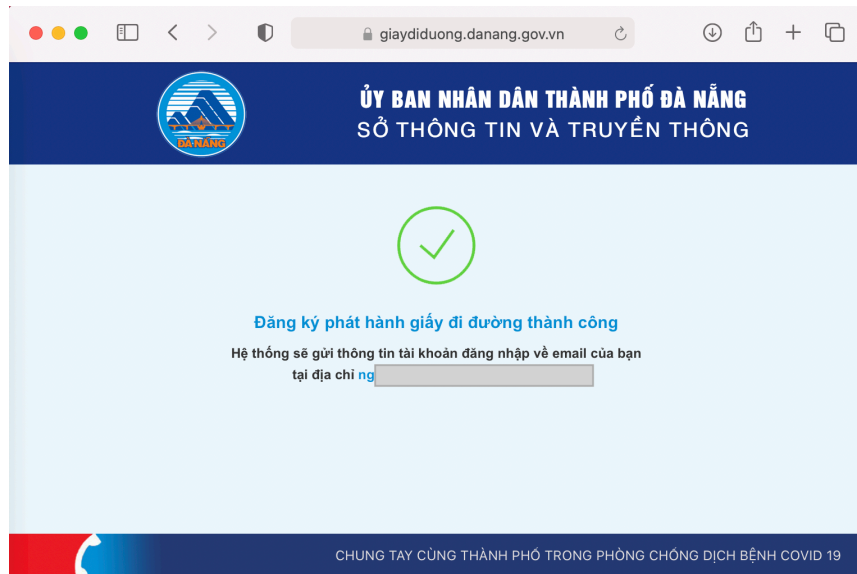 giaydiduong.danang.gov.vn
ỦY BAN NHÂN DÂN THÀNH PHỐ ĐÀ NẴNG
SỞ THÔNG TIN VÀ TRUYỀN THÔNG
ĐÀ NẴNG
Đăng ký phát hành giấy đi đường thành công
Hệ thống sẽ gửi thông tin tài khoản đăng nhập về email của bạn
tại địa chỉ ng
CHUNG TAY CÙNG THÀNH PHỐ TRONG PHÒNG CHỐNG DỊCH BỆNH COVID 19